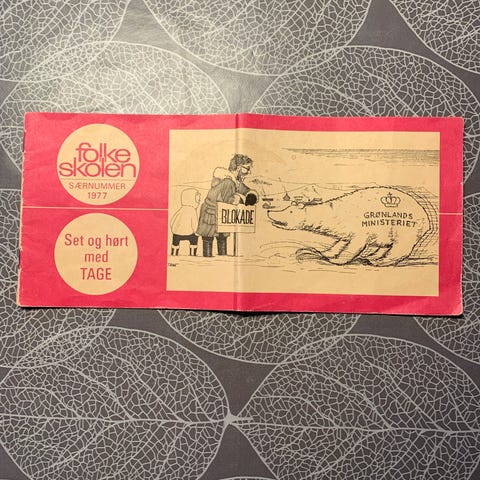 folke
skolen
SÆRNUMMER
1977
Set og hørt
med
TAGE
BLOKADE
GRØNLANDS
MINISTERIET